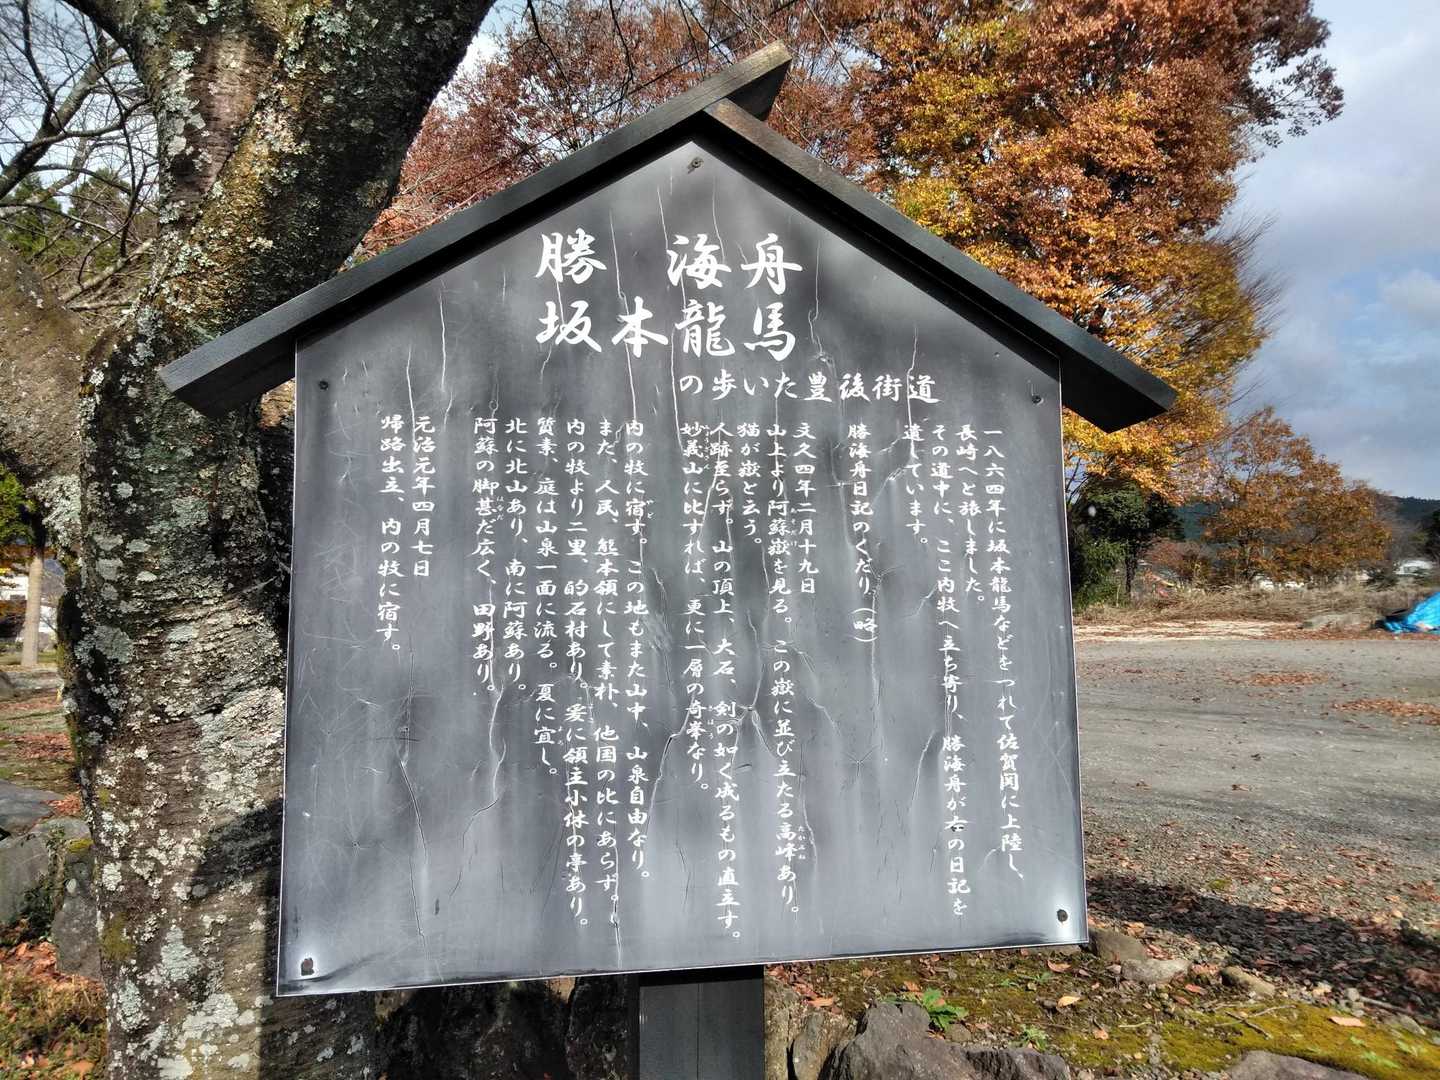 勝 海舟
坂本龍馬
の歩いた豊後街道
一八六四年に坂本龍馬などをつれて佐賀関に上陸し、
長崎へと旅しました。
その道中に、ここ内牧へ立ち寄り、勝海舟が右の日記を
遺しています。
勝海舟日記のくだり（略）
文久四年二月十九日
山上より阿蘇嶽を見る。この嶽に並び立たる高峰あり。
猫が嶽と云う。
人跡至らず。山の頂上、大石、剣の如く成るもの直立す。
妙義山に比すれば、更に一層の奇峯なり。
内の牧に宿す。この地もまた山中、山泉自由なり。
また、人民、熊本領にして素朴、他国の比にあらず。
内の牧より二里、的石村あり。爰に領主小休の亭あり。
質素、庭は山泉一面に流る。夏に宜し。
北に北山あり、南に阿蘇あり。
阿蘇の脚甚だ広く、田野あり。
元治元年四月七日
帰路出立、内の牧に宿す。